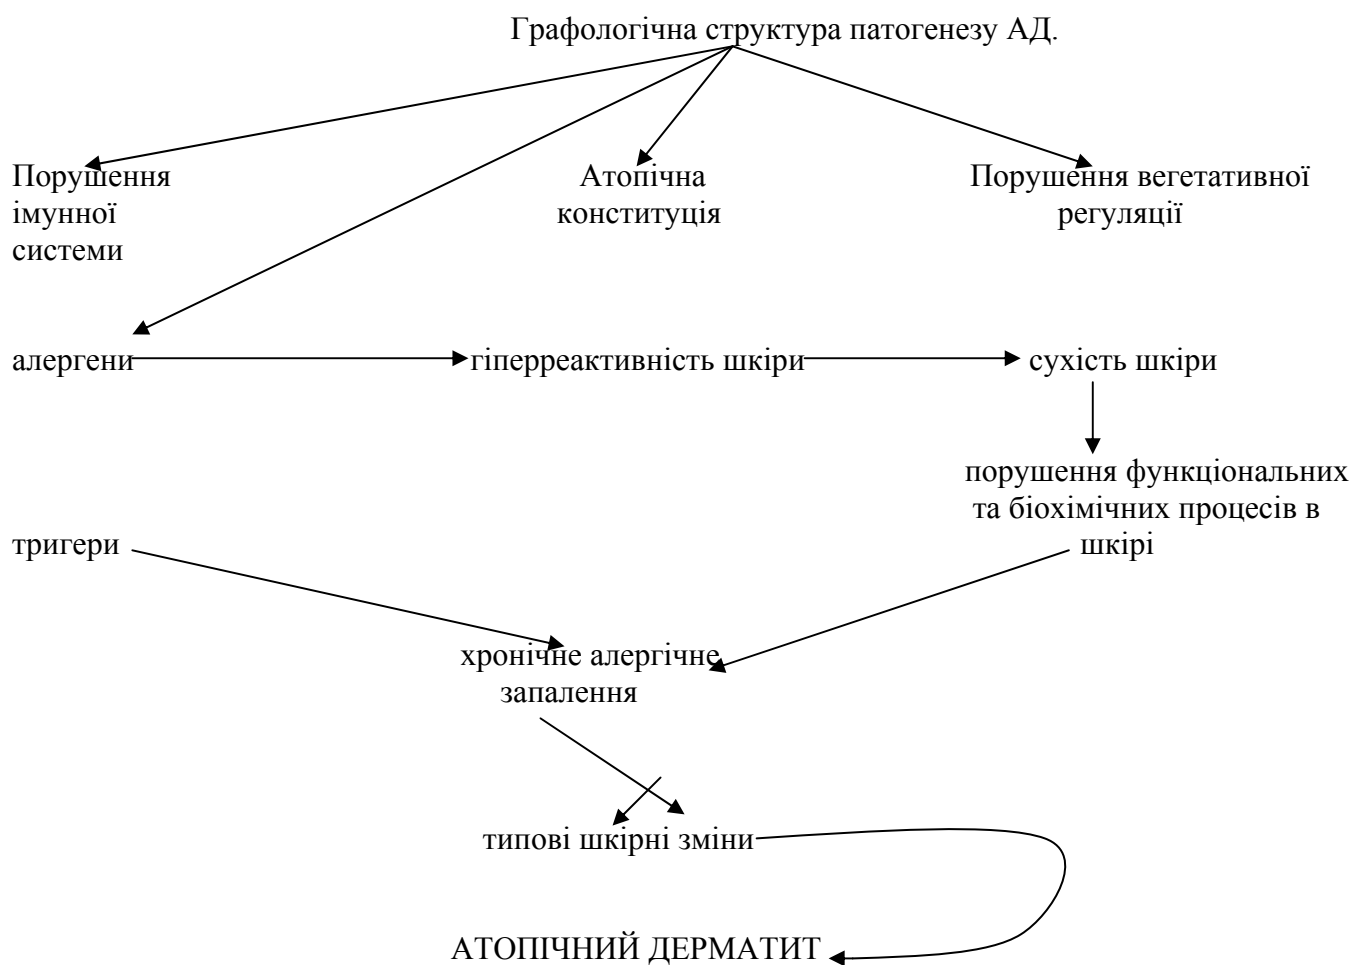 Графологічна структура патогенезу АД.
Порушення
імунної
системи
Атопічна
конституція
Порушення вегетативної
регуляції
алергени
гіперреактивність шкіри
сухість шкіри
порушення функціональних
та біохімічних процесів в
шкірі
тригери
хронічне алергічне
запалення
типові шкірні зміни
АТОПІЧНИЙ ДЕРМАТИТ